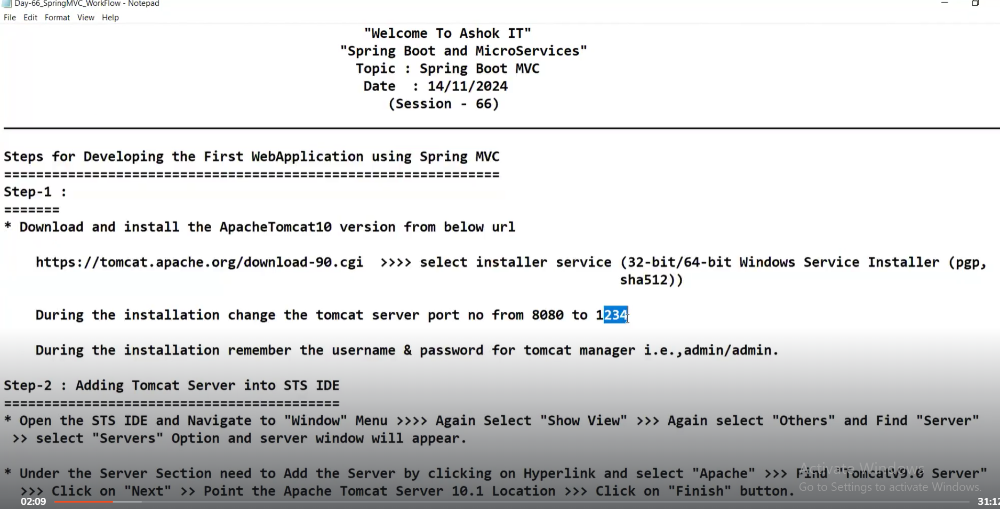 Day-66_SpringMVC_WorkFlow - Notepad
File Edit Format View Help
"Welcome To Ashok IT"
"Spring Boot and MicroServices"
Topic : Spring Boot MVC
Date : 14/11/2024
(Session - 66)
Steps for Developing the First WebApplication using Spring MVC
==============================================================
Step-1 :
=======
* Download and install the ApacheTomcat10 version from below url
https://tomcat.apache.org/download-90.cgi >>>> select installer service (32-bit/64-bit Windows Service Installer (pgp,
sha512))
During the installation change the tomcat server port no from 8080 to 1234
During the installation remember the username & password for tomcat manager i.e.,admin/admin.
Step-2 : Adding Tomcat Server into STS IDE
==========================================
* Open the STS IDE and Navigate to "Window" Menu >>>> Again Select "Show View" >>> Again select "Others" and Find "Server"
>> select "Servers" Option and server window will appear.
* Under the Server Section need to Add the Server by clicking on Hyperlink and select "Apache" >>> Find "Tomcatv9.0 Server"
>>> Click on "Next" >> Point the Apache Tomcat Server 10.1 Location >>> Click on "Finish" button.
Activate Windows
Go to Settings to activate Windows.
02:09
31:12